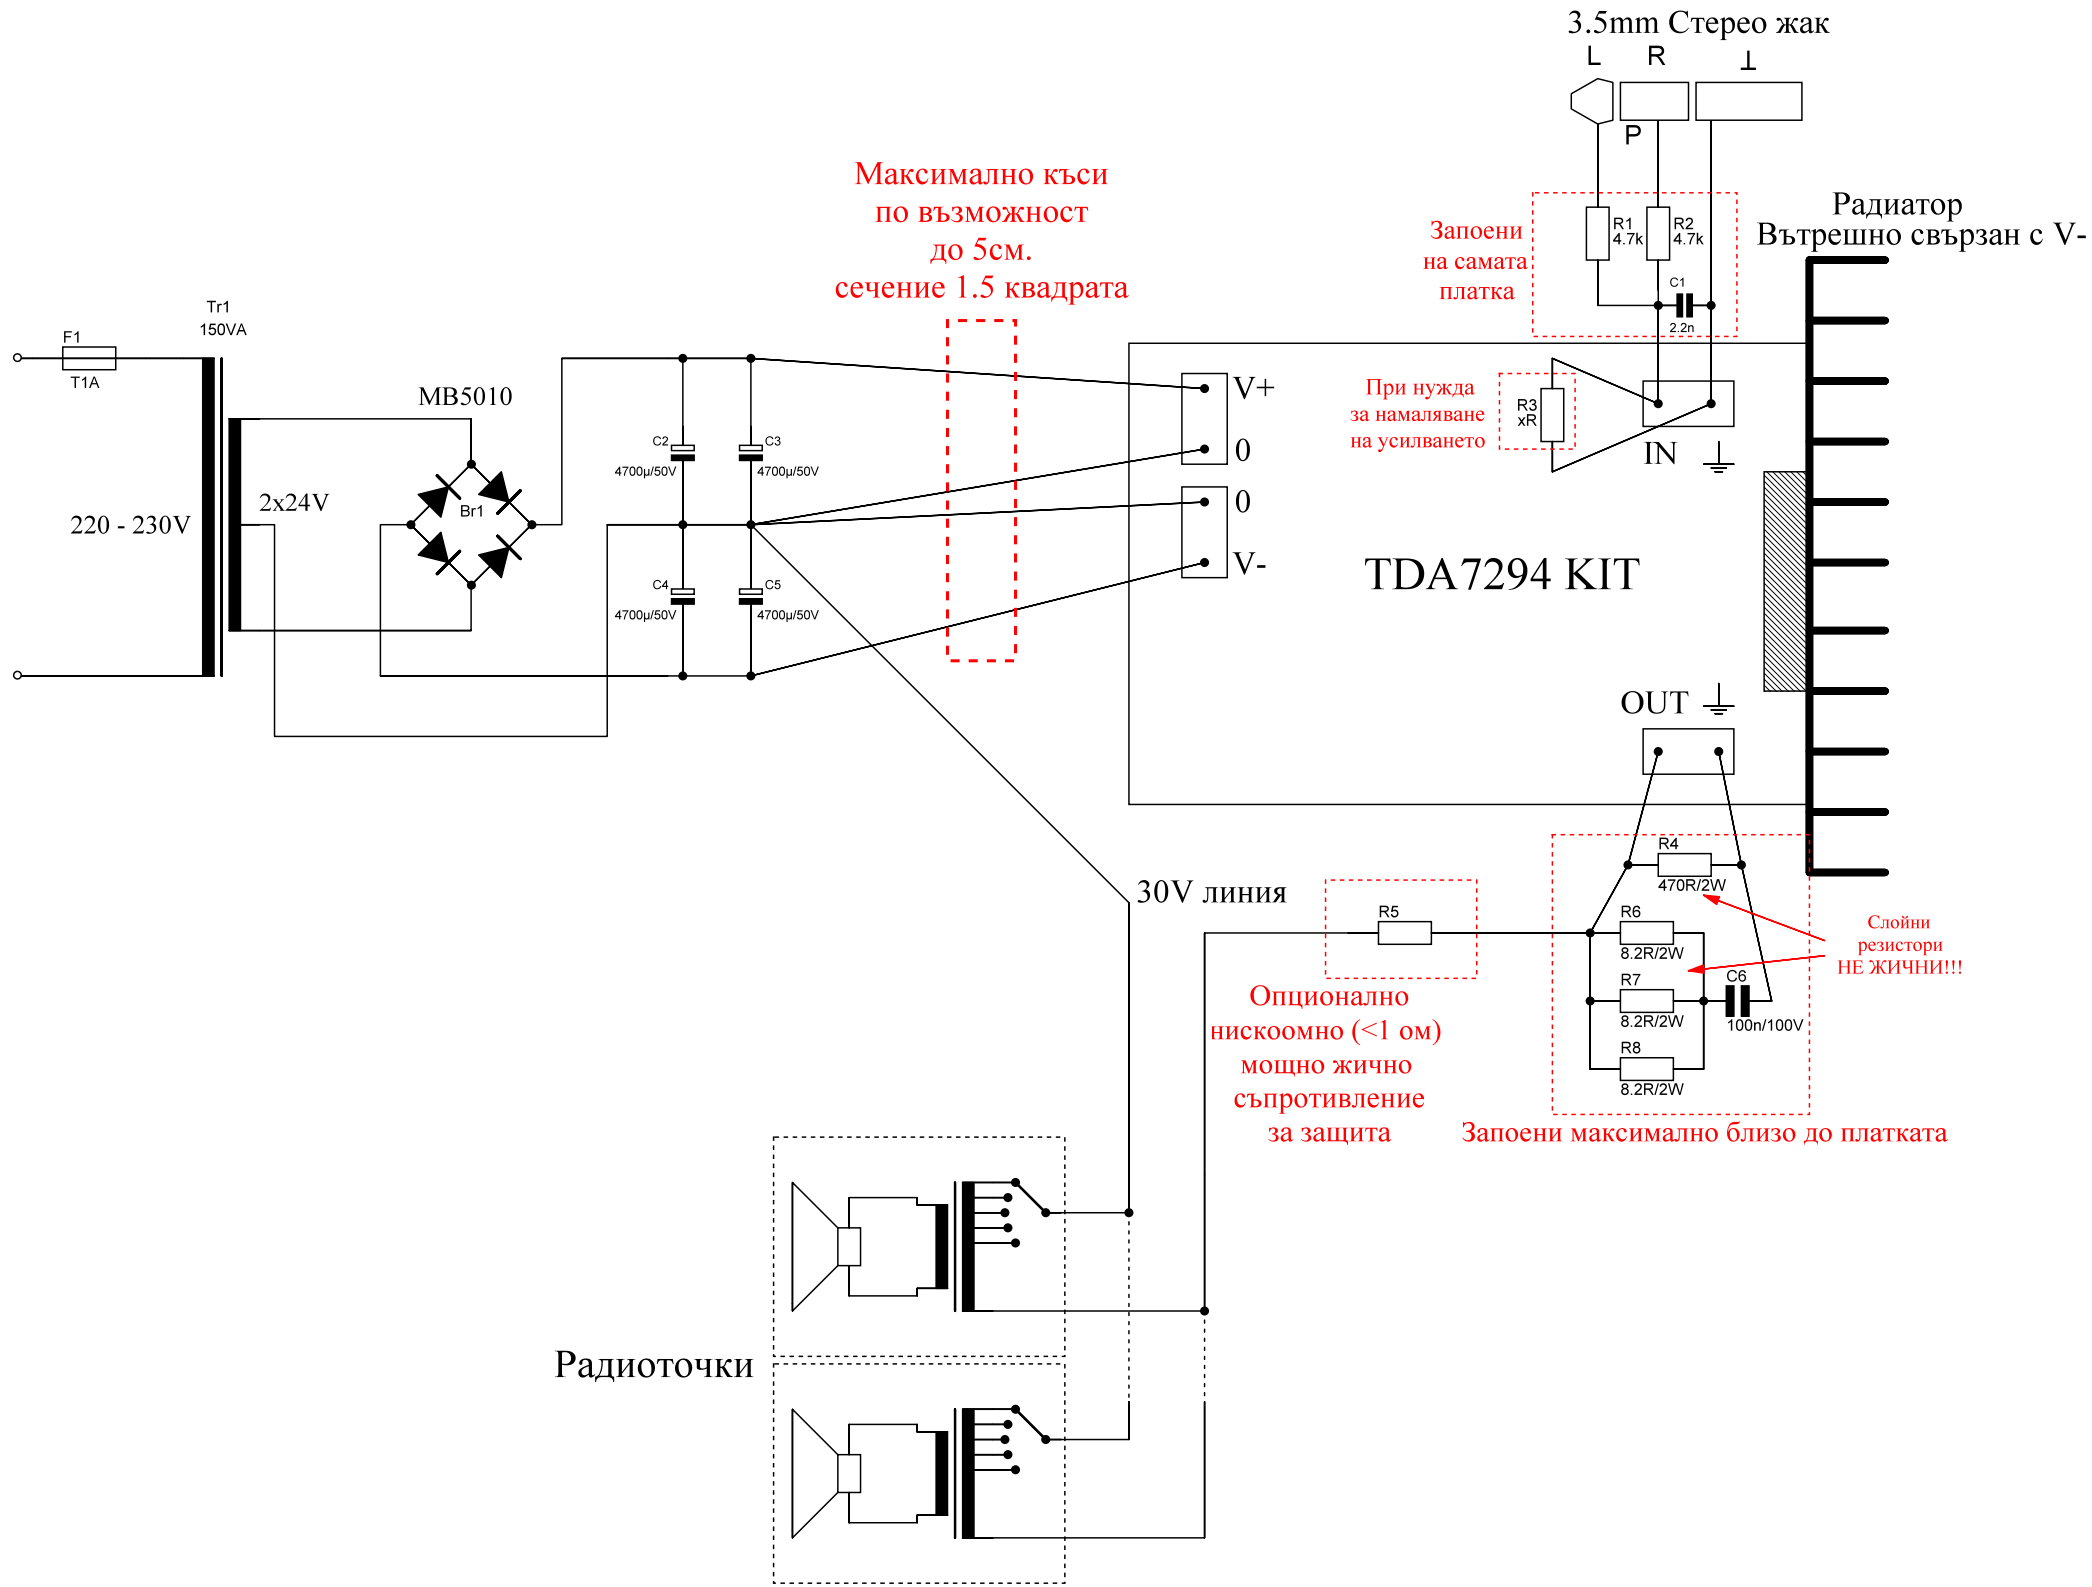 3.5mm Стерео жак
L
R
⊥
P
Максимално къси
по възможност
до 5см.
сечение 1.5 квадрата
Запоени
на самата
платка
R1
4.7k
R2
4.7k
C1
2.2n
Радиатор
Вътрешно свързан с V-
F1
T1A
Tr1
150VA
220 - 230V
2x24V
MB5010
Br1
C2
4700µ/50V
C3
4700µ/50V
C4
4700µ/50V
C5
4700µ/50V
V+
0
0
V-
При нужда
за намаляване
на усилването
R3
xR
IN
TDA7294 KIT
OUT
30V линия
R4
470R/2W
R5
R6
8.2R/2W
R7
8.2R/2W
R8
8.2R/2W
C6
100n/100V
Слойни
резистори
НЕ ЖИЧНИ!!!
Опционално
нискоомно (<1 ом)
мощно жично
съпротивление
за защита
Запоени максимално близо до платката
Радиоточки